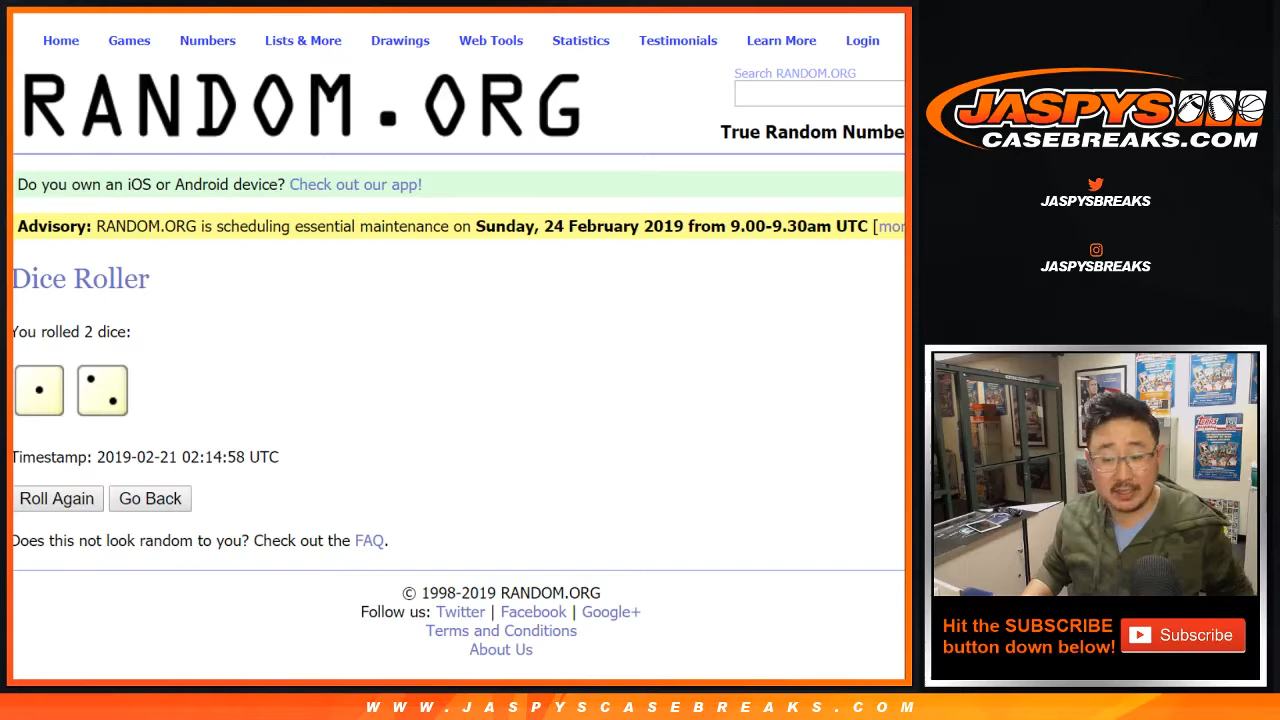 Home Games Numbers Lists & More Drawings Web Tools Statistics Testimonials Learn More Login
RANDOM.ORG
Search RANDOM.ORG
True Random Numbe
Do you own an iOS or Android device? Check out our app!
Advisory: RANDOM.ORG is scheduling essential maintenance on Sunday, 24 February 2019 from 9.00-9.30am UTC [mor
Dice Roller
You rolled 2 dice:
Timestamp: 2019-02-21 02:14:58 UTC
Roll Again Go Back
Does this not look random to you? Check out the FAQ.
© 1998-2019 RANDOM.ORG
Follow us: Twitter | Facebook | Google+
Terms and Conditions
About Us
JASPYS
CASEBREAKS.COM
JASPYSBREAKS
JASPYSBREAKS
Topps
Hit the SUBSCRIBE
button down below!
Subscribe
WWW.JASPYSCASEBREAKS.COM